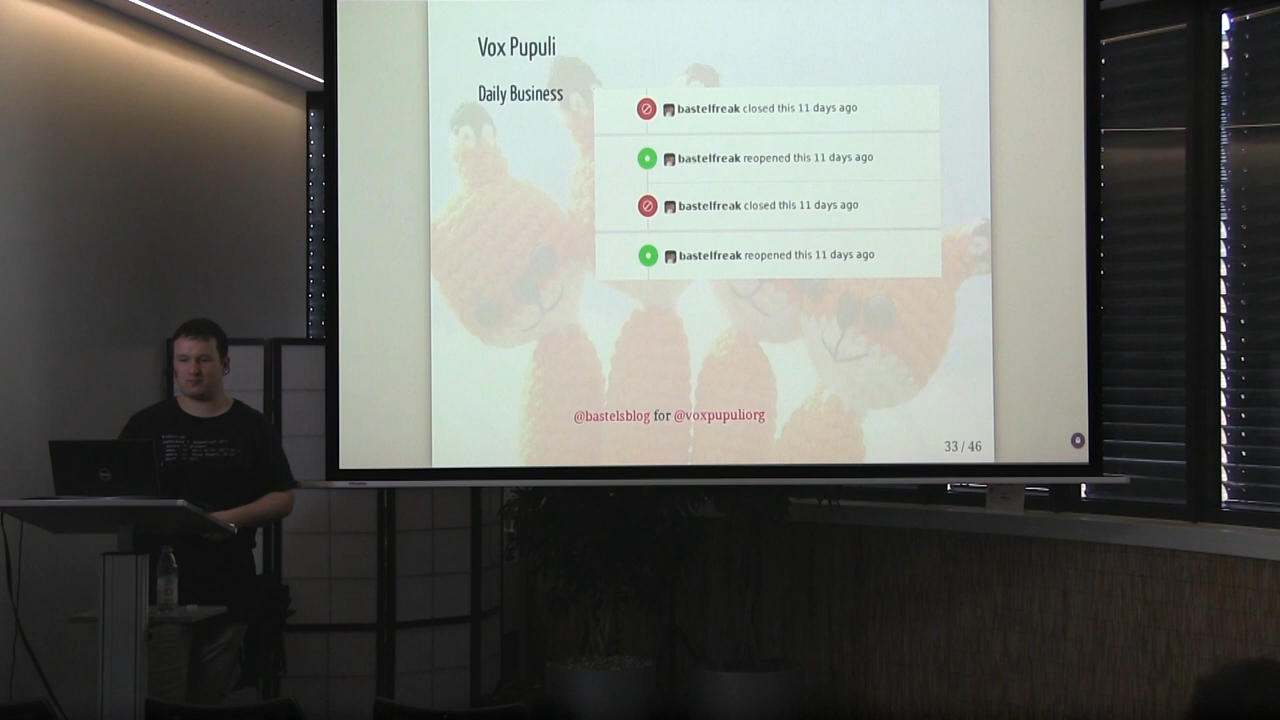 Vox Pupuli
Daily Business
bastelfreak closed this 11 days ago
bastelfreak reopened this 11 days ago
bastelfreak closed this 11 days ago
bastelfreak reopened this 11 days ago
@bastelsblog for @voxpupuliorg
33 / 46